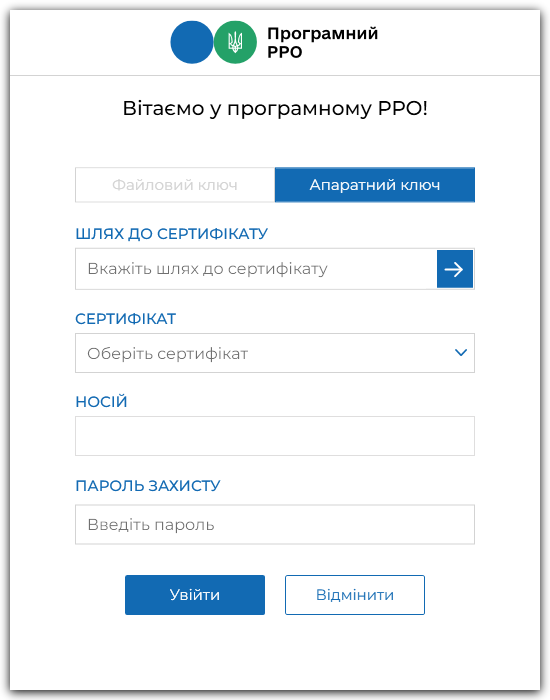 Програмний
РРО
Вітаємо у програмному РРО!
Файловий ключ
Апаратний ключ
ШЛЯХ ДО СЕРТИФІКАТУ
Вкажіть шлях до сертифікату
СЕРТИФІКАТ
Оберіть сертифікат
НОСІЙ
ПАРОЛЬ ЗАХИСТУ
Введіть пароль
Увійти
Відмінити